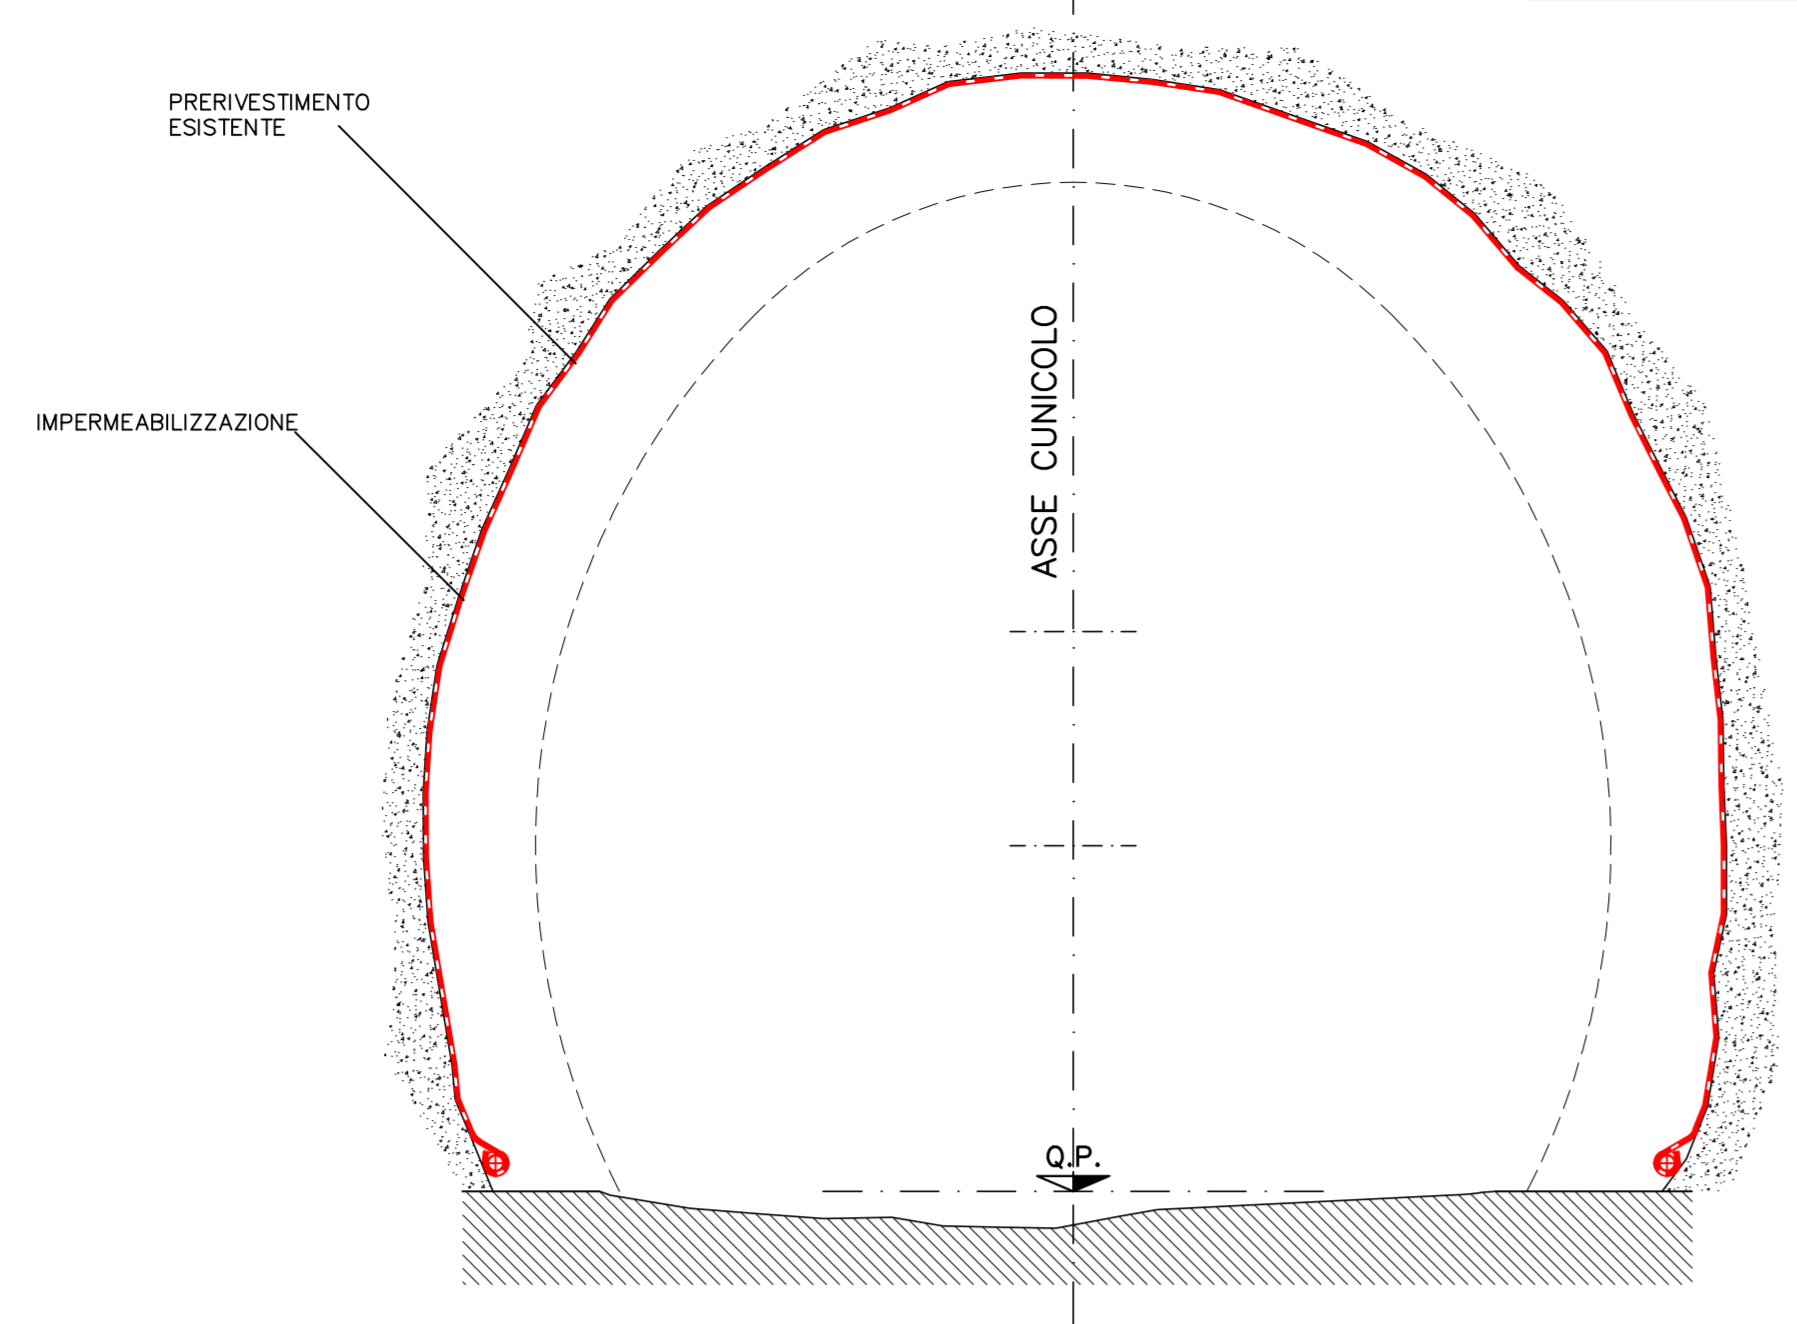 PRERIVESTIMENTO
ESISTENTE
IMPERMEABILIZZAZIONE
ASSE CUNICOLO
Q.P.